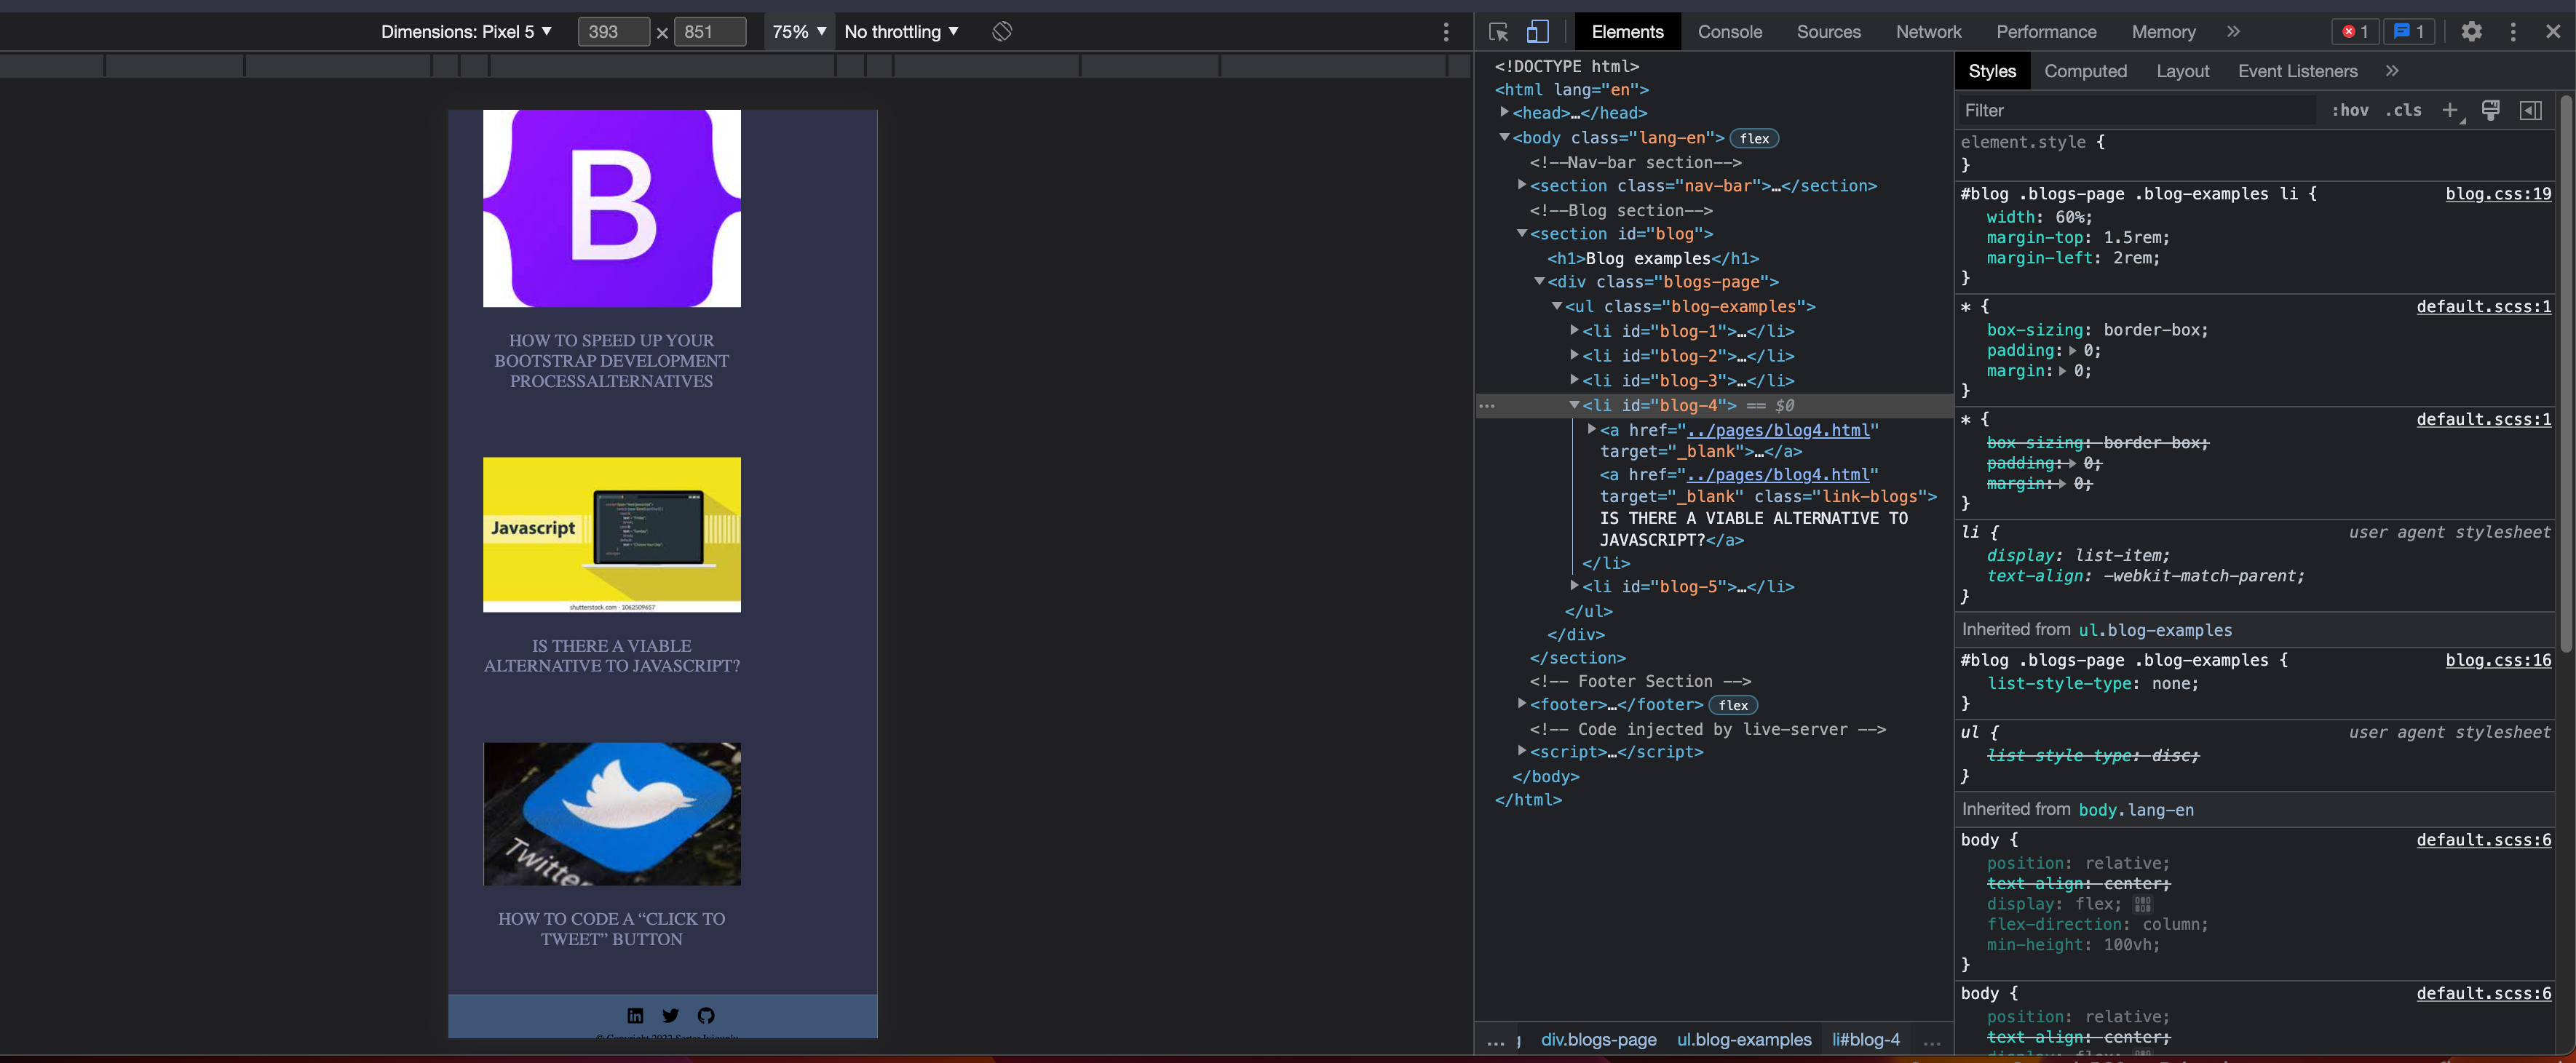 Dimensions: Pixel 5 ▼ 393 × 851 75% ▼ No throttling ▼
B
HOW TO SPEED UP YOUR
BOOTSTRAP DEVELOPMENT
PROCESSALTERNATIVES
Javascript
shutterstock.com · 1062509657
IS THERE A VIABLE
ALTERNATIVE TO JAVASCRIPT?
Twitter
HOW TO CODE A “CLICK TO
TWEET” BUTTON
in
Elements Console Sources Network Performance Memory » 1 1
<!DOCTYPE html>
<html lang="en">
<head>…</head>
<body class="lang-en"> flex
<!--Nav-bar section-->
<section class="nav-bar">…</section>
<!--Blog section-->
<section id="blog">
<h1>Blog examples</h1>
<div class="blogs-page">
<ul class="blog-examples">
<li id="blog-1">…</li>
<li id="blog-2">…</li>
<li id="blog-3">…</li>
<li id="blog-4"> == $0
<a href="../pages/blog4.html"
target="_blank">…</a>
<a href="../pages/blog4.html"
target="_blank" class="link-blogs">
IS THERE A VIABLE ALTERNATIVE TO
JAVASCRIPT?</a>
</li>
<li id="blog-5">…</li>
</ul>
</div>
</section>
<!-- Footer Section -->
<footer>…</footer> flex
<!-- Code injected by live-server -->
<script>…</script>
</body>
</html>
… div.blogs-page ul.blog-examples li#blog-4 …
Styles Computed Layout Event Listeners »
Filter :hov .cls +
element.style {
}
#blog .blogs-page .blog-examples li { blog.css:19
width: 60%;
margin-top: 1.5rem;
margin-left: 2rem;
}
* { default.scss:1
box-sizing: border-box;
padding: 0;
margin: 0;
}
* { default.scss:1
box-sizing: border-box;
padding: 0;
margin: 0;
}
li { user agent stylesheet
display: list-item;
text-align: -webkit-match-parent;
}
Inherited from ul.blog-examples
#blog .blogs-page .blog-examples { blog.css:16
list-style-type: none;
}
ul { user agent stylesheet
list-style-type: disc;
}
Inherited from body.lang-en
body { default.scss:6
position: relative;
text-align: center;
display: flex;
flex-direction: column;
min-height: 100vh;
}
body { default.scss:6
position: relative;
text-align: center;